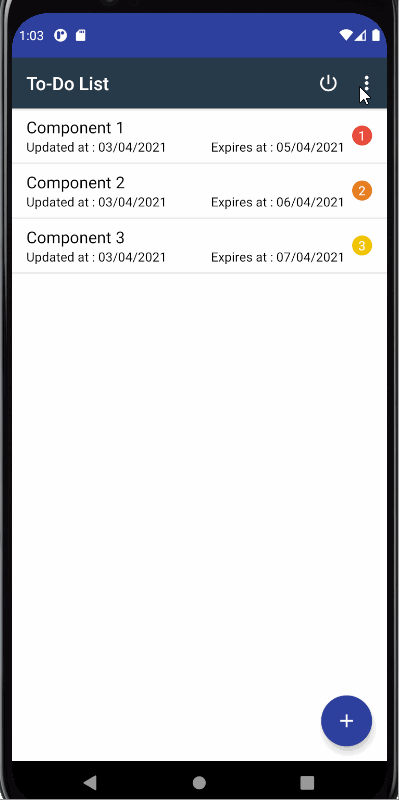 1:03
To-Do List
Component 1
Updated at : 03/04/2021 Expires at : 05/04/2021 1
Component 2
Updated at : 03/04/2021 Expires at : 06/04/2021 2
Component 3
Updated at : 03/04/2021 Expires at : 07/04/2021 3
+